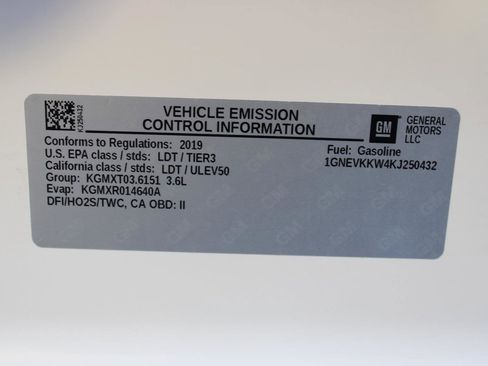 KJ250432
VEHICLE EMISSION
CONTROL INFORMATION
GM
GENERAL
MOTORS
LLC
Conforms to Regulations: 2019
U.S. EPA class / stds: LDT / TIER3
California class / stds: LDT / ULEV50
Group: KGMXT03.6151 3.6L
Evap: KGMXR014640A
DFI/HO2S/TWC, CA OBD: II
Fuel: Gasoline
1GNEVKKW4KJ250432